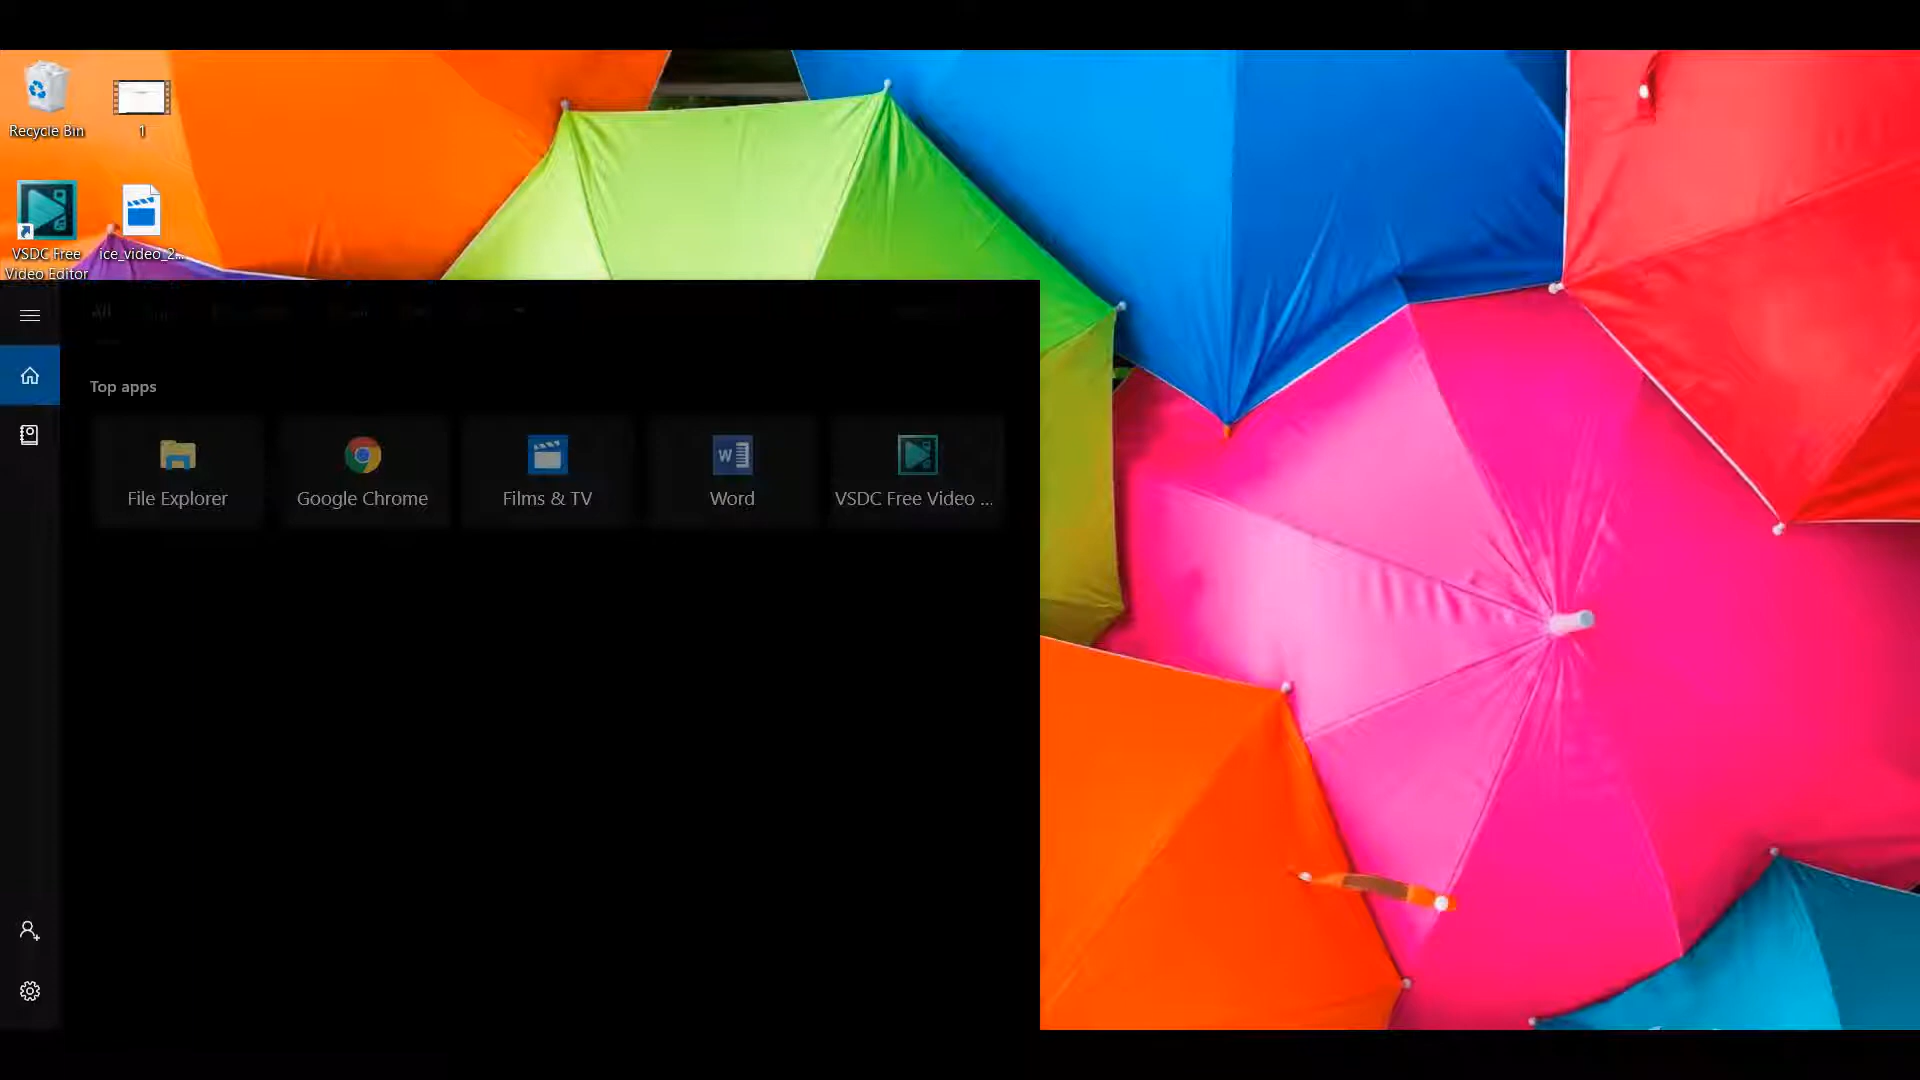 Recycle Bin
1
VSDC Free
Video Editor
ice_video_2...
All
Top apps
File Explorer
Google Chrome
Films & TV
Word
VSDC Free Video ...